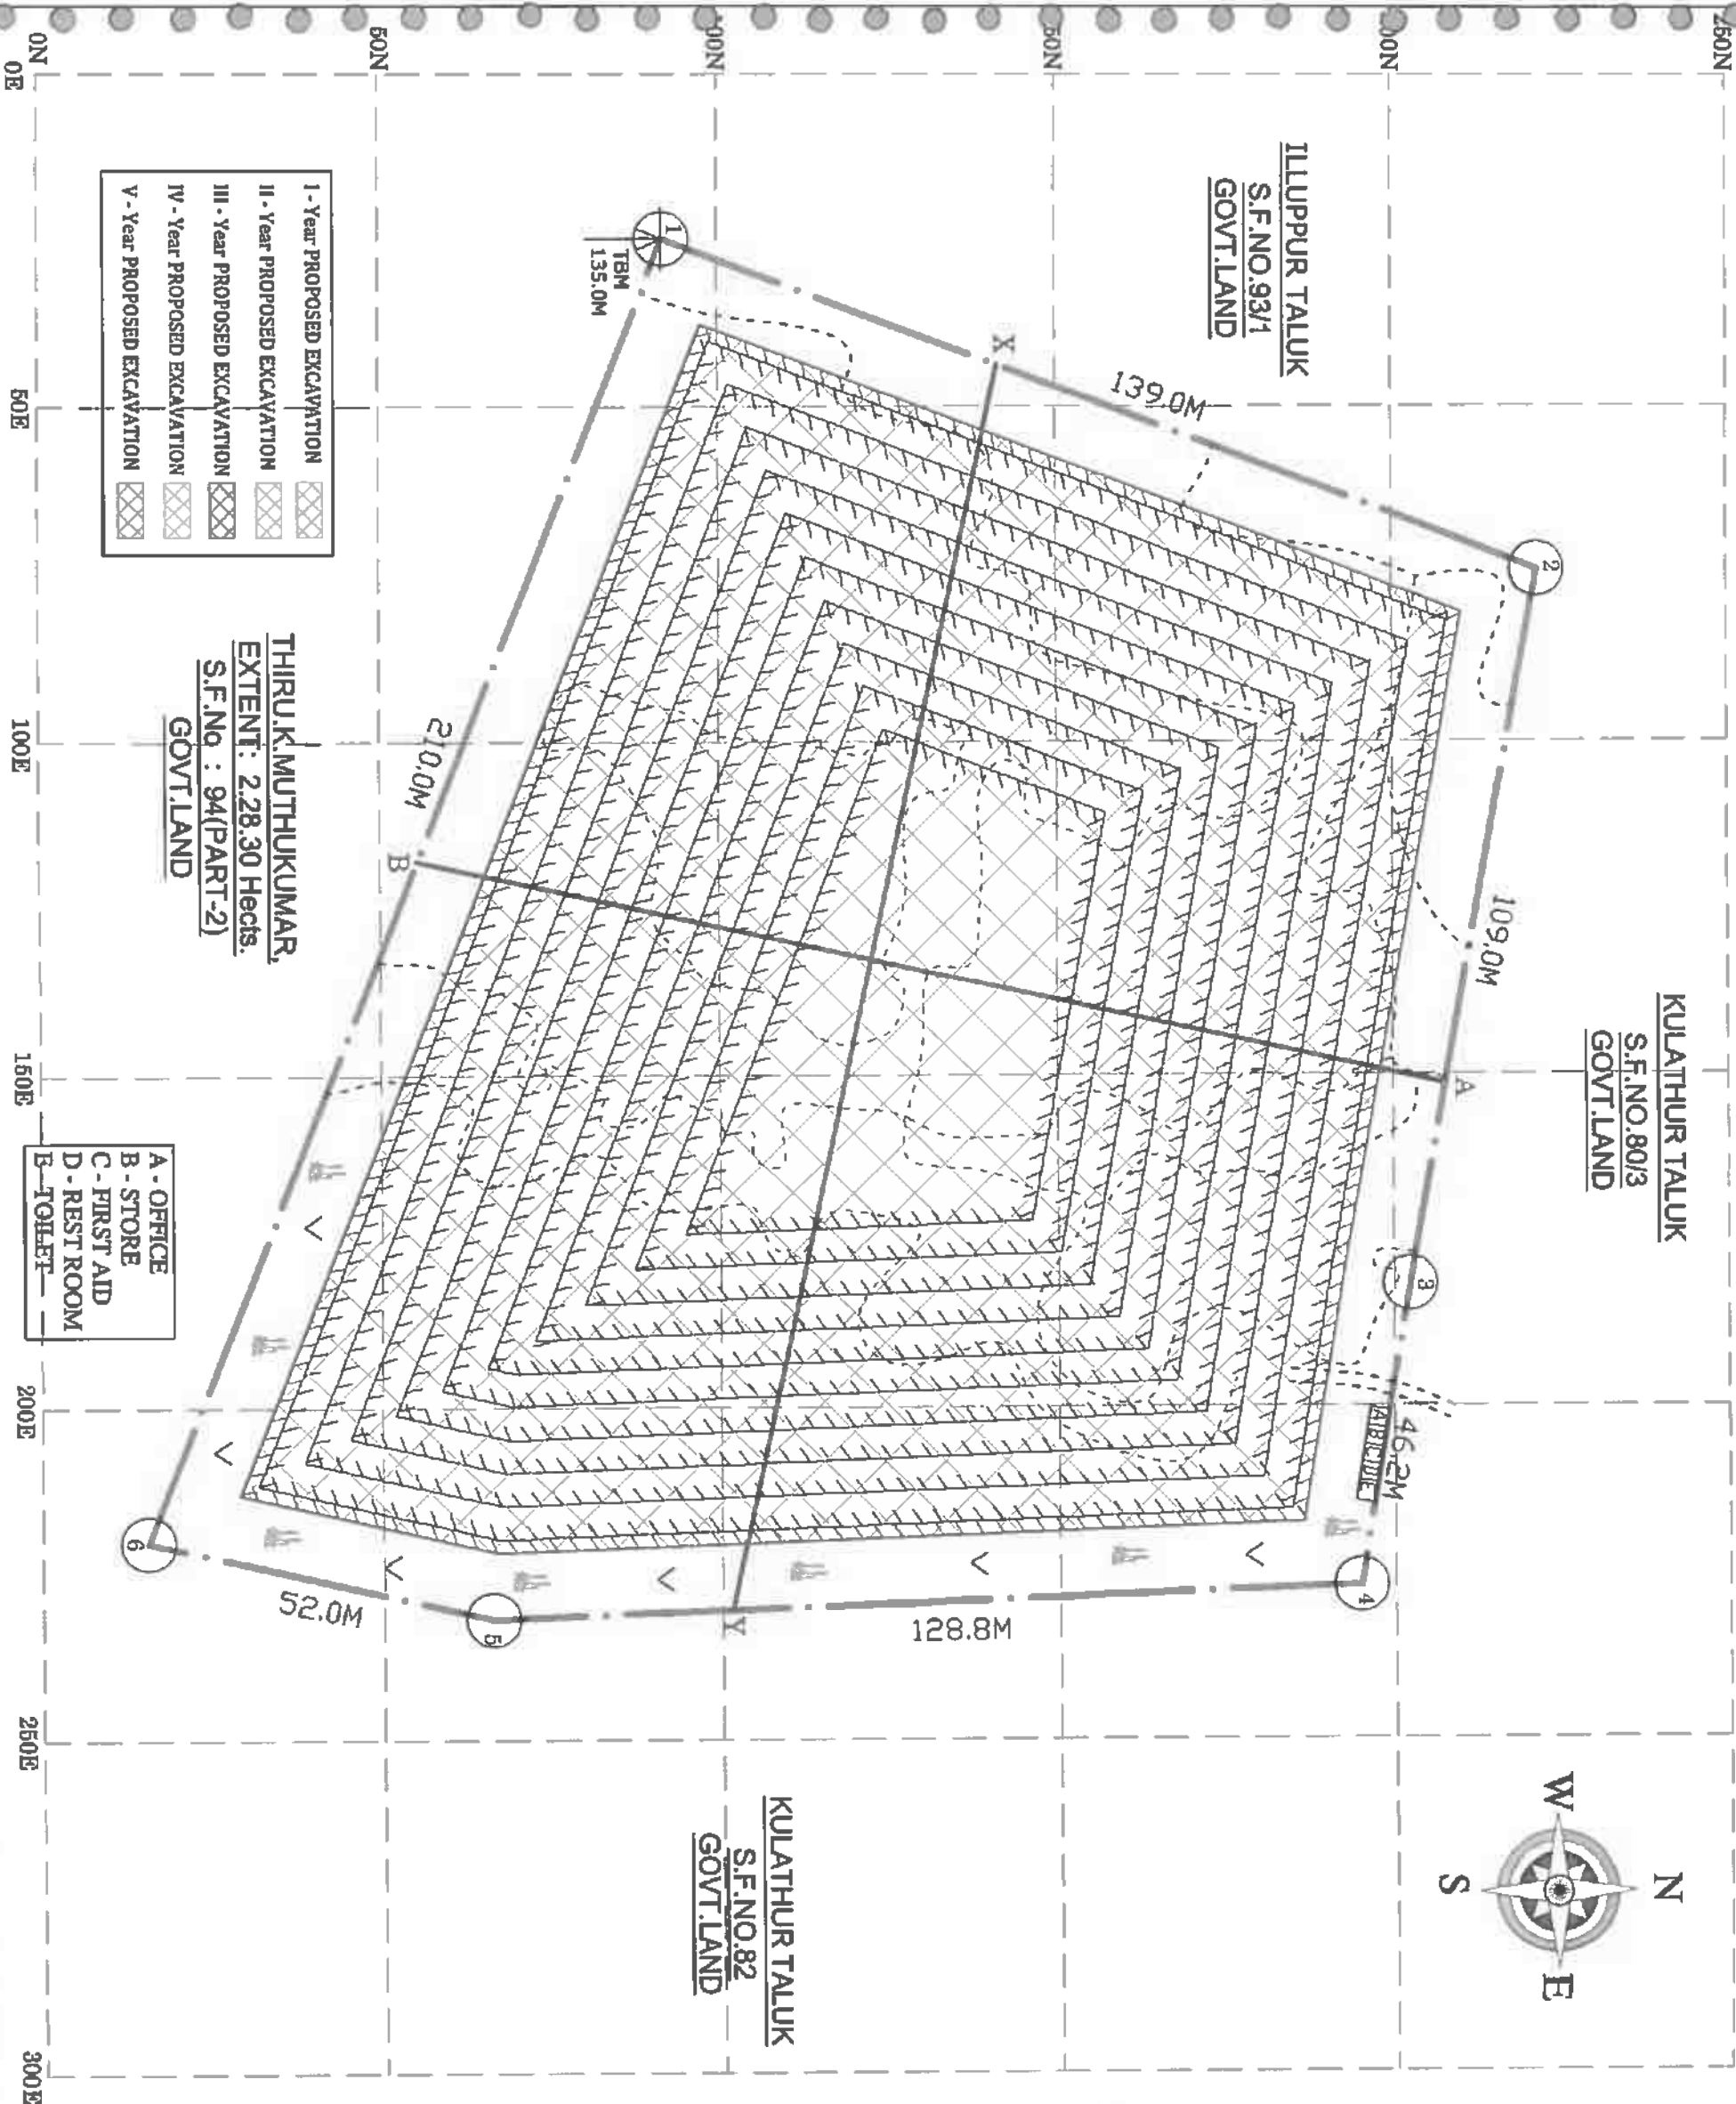 250N
200N
150N
100N
50N
0N
0E
50E
100E
150E
200E
250E
300E
ILLUPPUR TALUK
S.F.NO.93/1
GOVT.LAND
KULATHUR TALUK
S.F.NO.80/3
GOVT.LAND
N
W
E
S
2
139.0M
109.0M
A
3
46.2M
A B C D E
4
X
1
TBM
135.0M
128.8M
Y
KULATHUR TALUK
S.F.NO.82
GOVT.LAND
210.0M
B
5
52.0M
6
THIRU.K.MUTHUKUMAR,
EXTENT: 2.28.30 Hects.
S.F.No : 94(PART-2)
GOVT.LAND
I - Year PROPOSED EXCAVATION
II - Year PROPOSED EXCAVATION
III - Year PROPOSED EXCAVATION
IV - Year PROPOSED EXCAVATION
V - Year PROPOSED EXCAVATION
A - OFFICE
B - STORE
C - FIRST AID
D - REST ROOM
E - TOILET